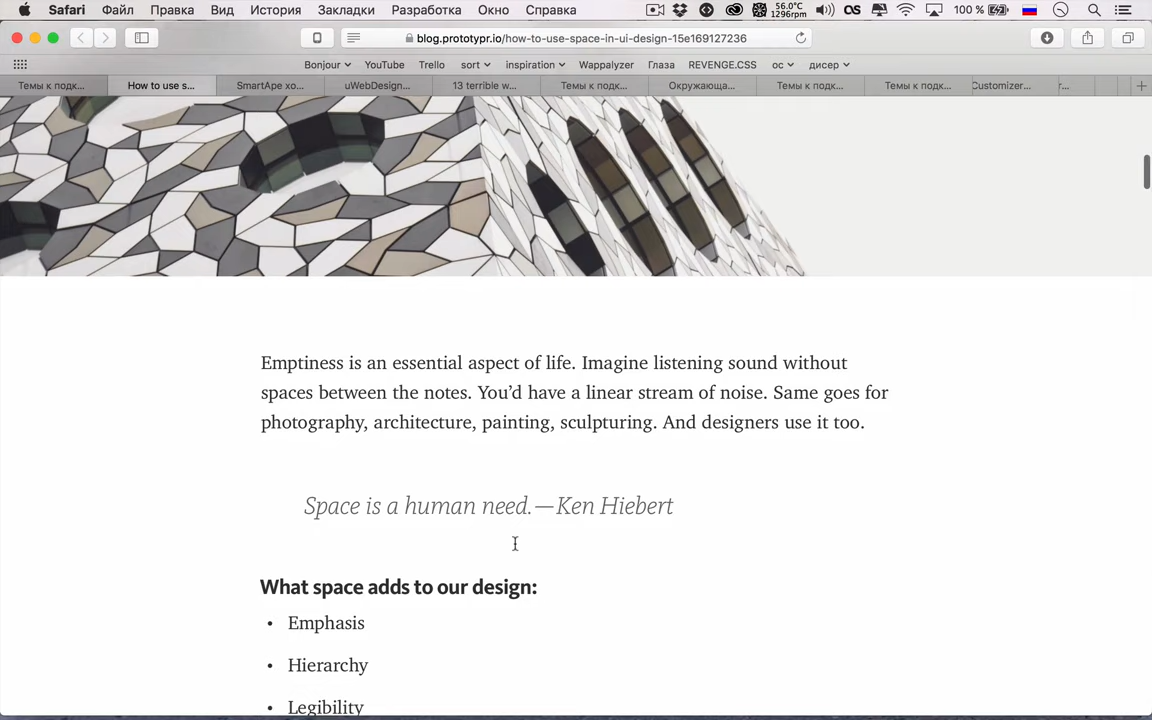 Safari Файл Правка Вид История Закладки Разработка Окно Справка 56.0°C 1296rpm 100 %
blog.prototypr.io/how-to-use-space-in-ui-design-15e169127236
Bonjour YouTube Trello sort inspiration Wappalyzer Глаза REVENGE.CSS ос дисер
Темы к подк... How to use s... SmartApe хо... uWebDesign... 13 terrible w... Темы к подк... Окружающа... Темы к подк... Темы к подк... Customizer... r...
Emptiness is an essential aspect of life. Imagine listening sound without
spaces between the notes. You’d have a linear stream of noise. Same goes for
photography, architecture, painting, sculpturing. And designers use it too.
Space is a human need.—Ken Hiebert
What space adds to our design:
• Emphasis
• Hierarchy
• Legibility